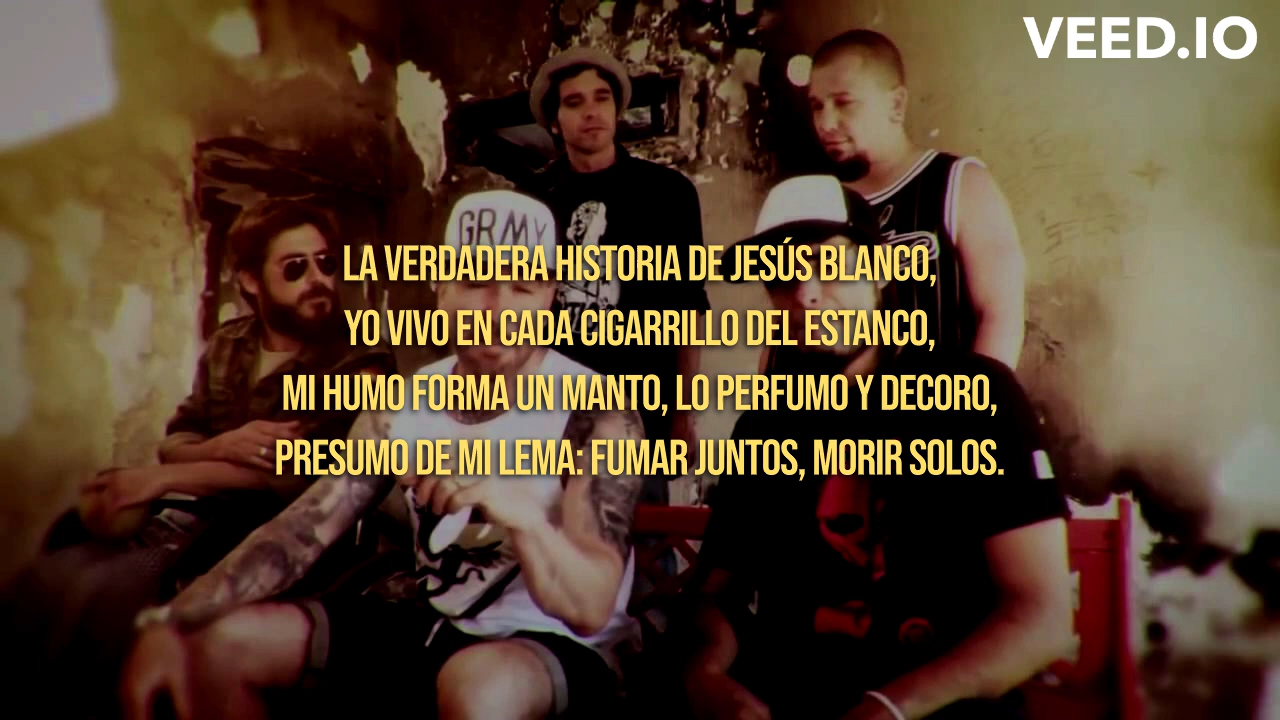 VEED.IO
GRMY
LA VERDADERA HISTORIA DE JESÚS BLANCO,
YO VIVO EN CADA CIGARRILLO DEL ESTANCO,
MI HUMO FORMA UN MANTO, LO PERFUMO Y DECORO,
PRESUMO DE MI LEMA: FUMAR JUNTOS, MORIR SOLOS.